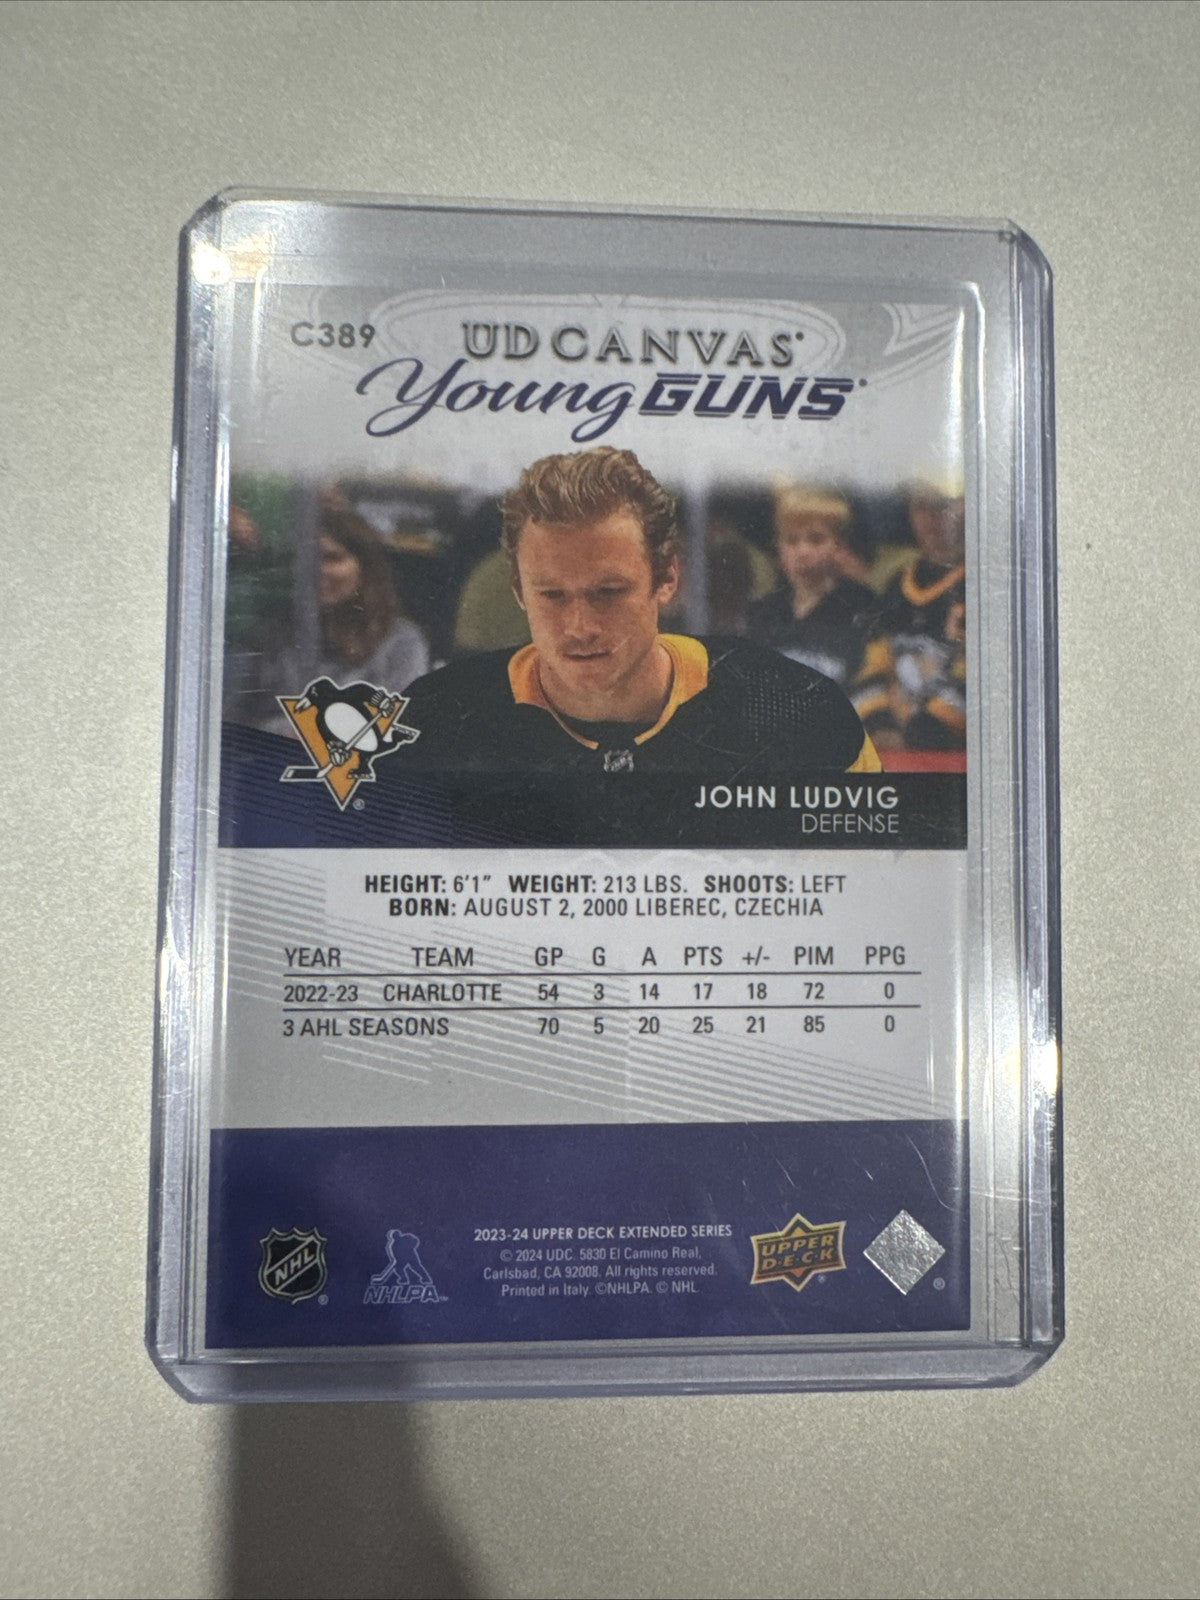 C389
UD CANVAS
Young GUNS
JOHN LUDVIG
DEFENSE
HEIGHT: 6'1" WEIGHT: 213 LBS. SHOOTS: LEFT
BORN: AUGUST 2, 2000 LIBEREC, CZECHIA
YEAR TEAM GP G A PTS +/- PIM PPG
2022-23 CHARLOTTE 54 3 14 17 18 72 0
3 AHL SEASONS 70 5 20 25 21 85 0
2023-24 UPPER DECK EXTENDED SERIES
© 2024 UDC. 5830 El Camino Real,
Carlsbad, CA 92008. All rights reserved.
Printed in Italy. ©NHLPA. © NHL.
NHL ®
NHLPA™
UPPER
D·E·C·K ®
®